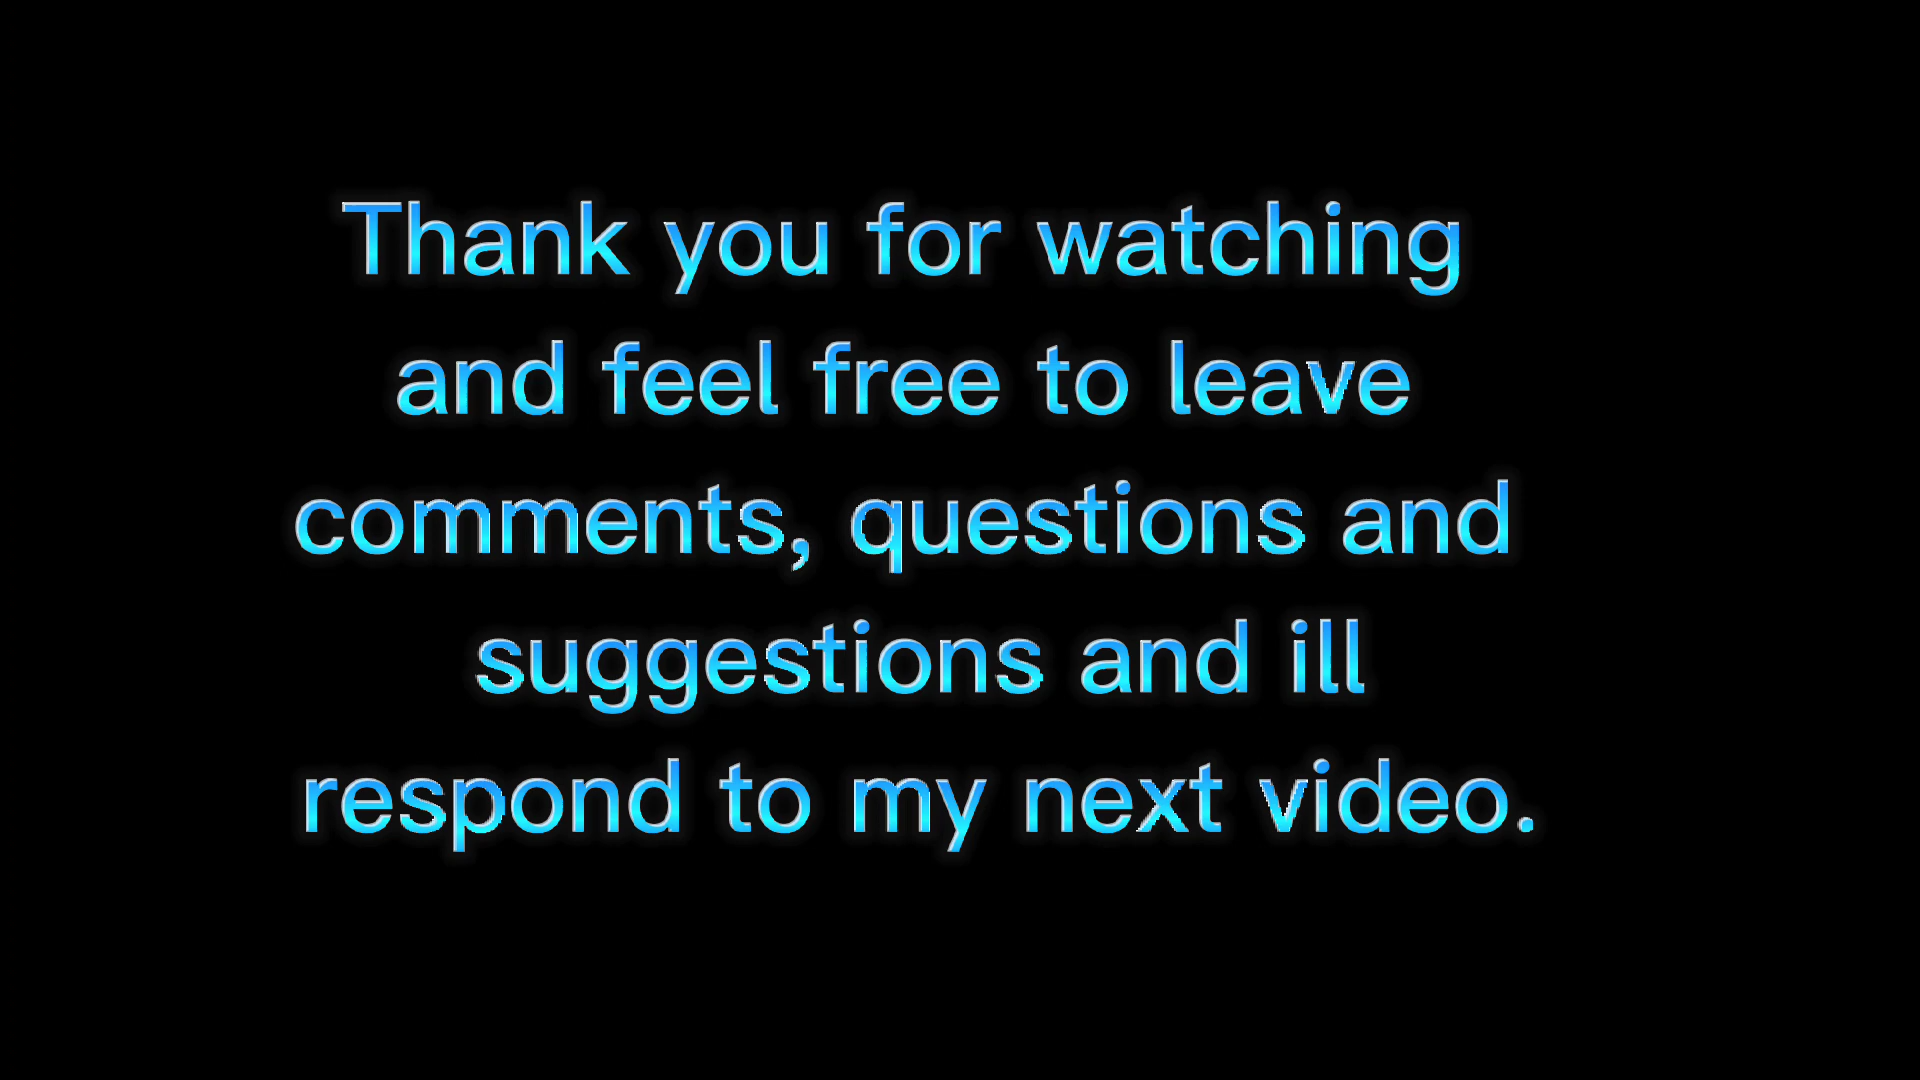 Thank you for watching
and feel free to leave
comments, questions and
suggestions and ill
respond to my next video.